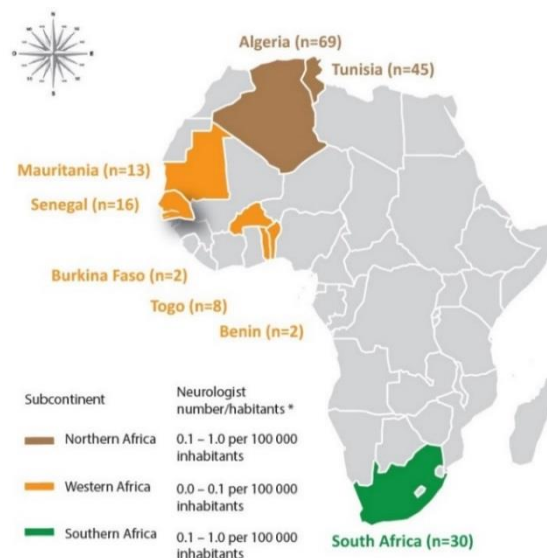 N
E
S
Algeria (n=69)
Tunisia (n=45)
Mauritania (n=13)
Senegal (n=16)
Burkina Faso (n=2)
Togo (n=8)
Benin (n=2)
Subcontinent
Neurologist
number/habitants *
Northern Africa
0.1 – 1.0 per 100 000
inhabitants
Western Africa
0.0 – 0.1 per 100 000
inhabitants
Southern Africa
0.1 – 1.0 per 100 000
inhabitants
South Africa (n=30)